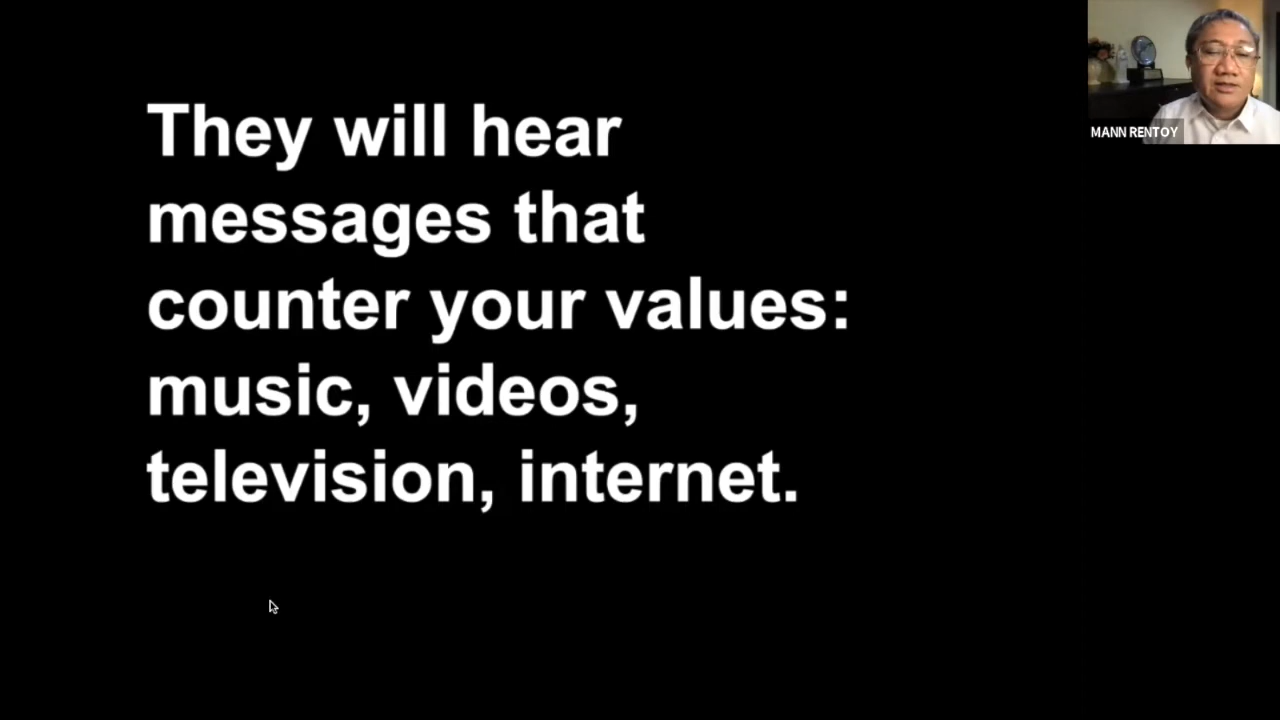 They will hear
messages that
counter your values:
music, videos,
television, internet.
MANN RENTOY